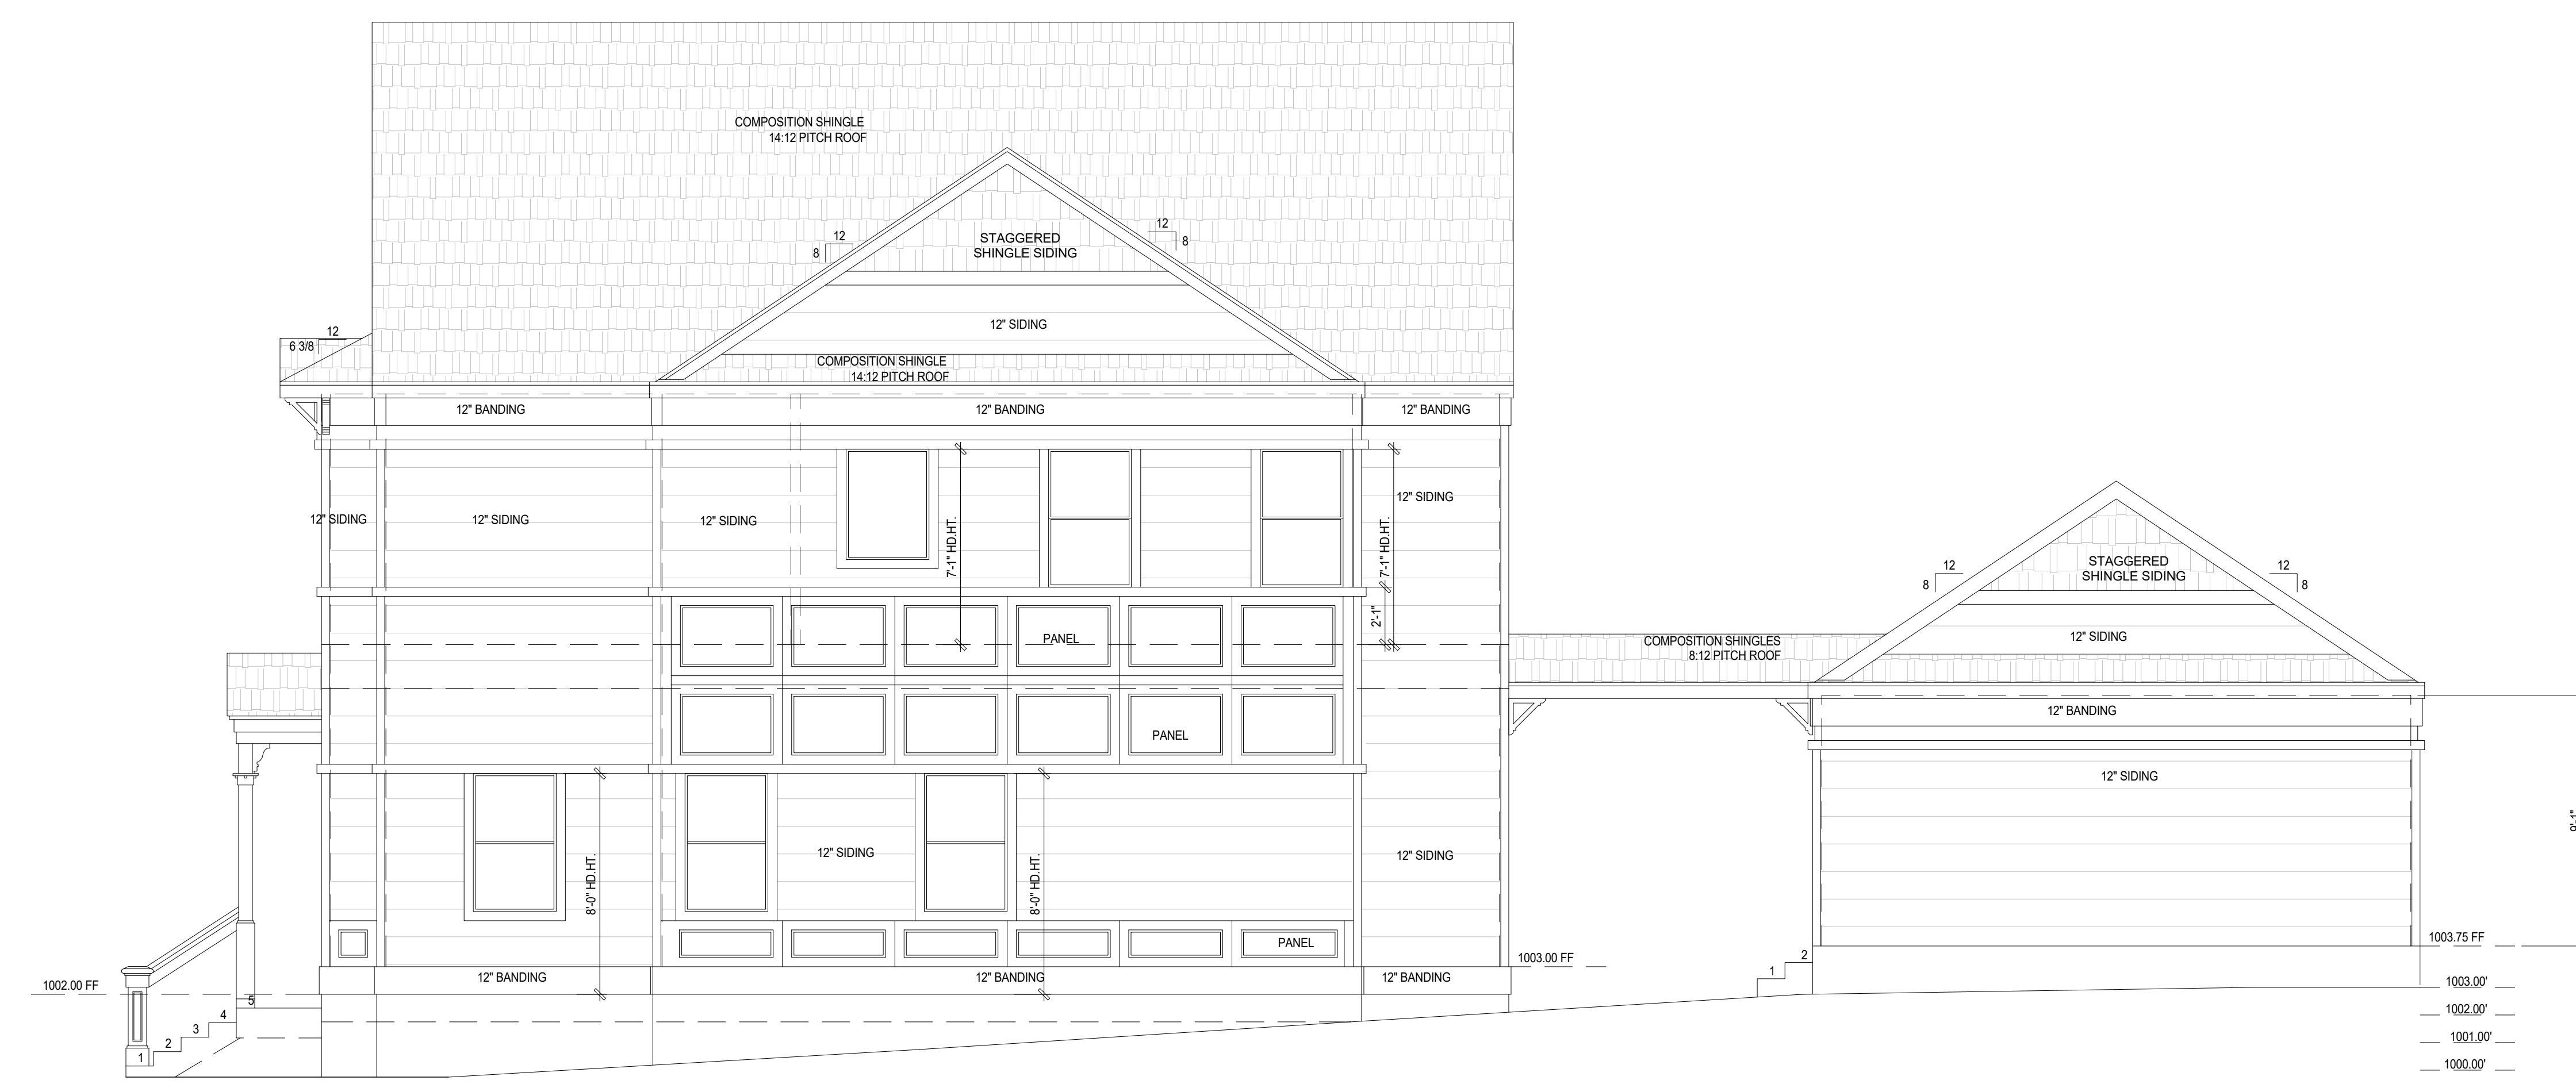 COMPOSITION SHINGLE
14:12 PITCH ROOF
12
8
STAGGERED
SHINGLE SIDING
12
8
12
6 3/8
12" SIDING
COMPOSITION SHINGLE
14:12 PITCH ROOF
12" BANDING
12" BANDING
12" BANDING
12" SIDING
12" SIDING
12" SIDING
7'-1" HD.HT.
7'-1" HD.HT.
12" SIDING
2'-1"
PANEL
PANEL
COMPOSITION SHINGLES
8:12 PITCH ROOF
12
8
STAGGERED
SHINGLE SIDING
12
8
12" SIDING
12" BANDING
12" SIDING
9'-1"
8'-0" HD.HT.
12" SIDING
8'-0" HD.HT.
12" SIDING
PANEL
12" BANDING
12" BANDING
12" BANDING
1002.00 FF
1003.00 FF
1003.75 FF
1
2
3
4
5
1
2
1003.00'
1002.00'
1001.00'
1000.00'